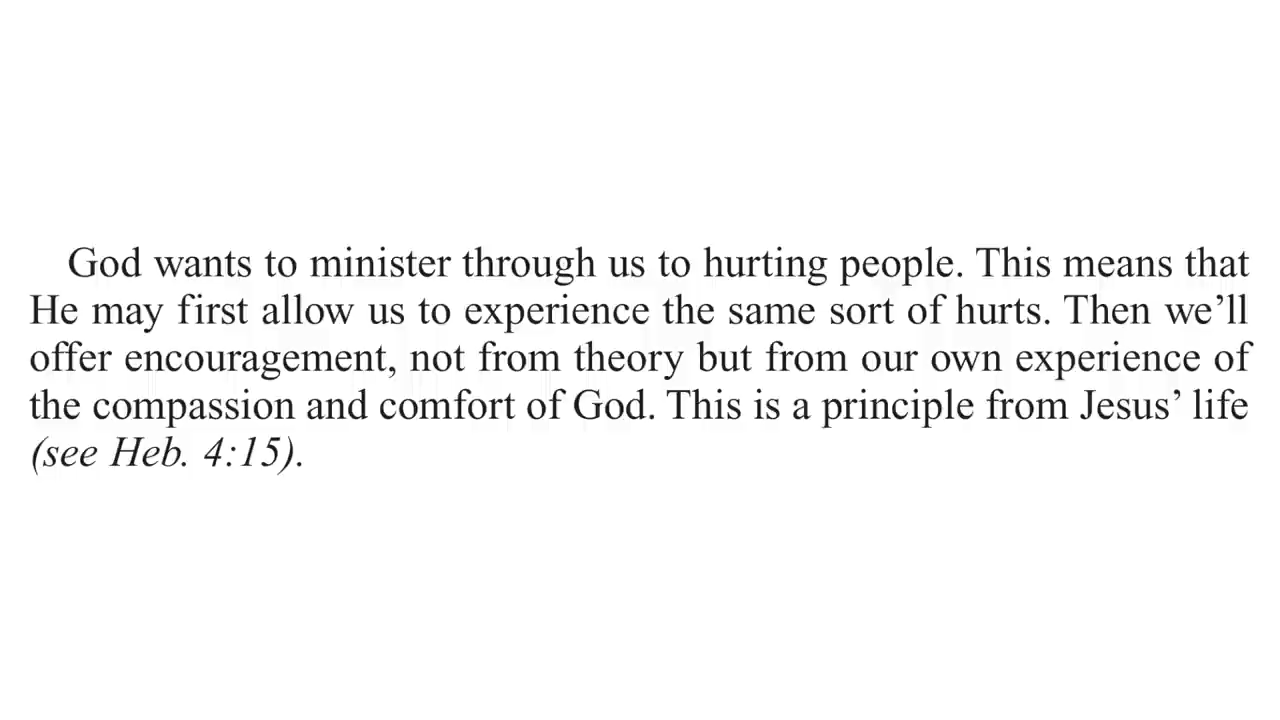 God wants to minister through us to hurting people. This means that
He may first allow us to experience the same sort of hurts. Then we’ll
offer encouragement, not from theory but from our own experience of
the compassion and comfort of God. This is a principle from Jesus’ life
(see Heb. 4:15).